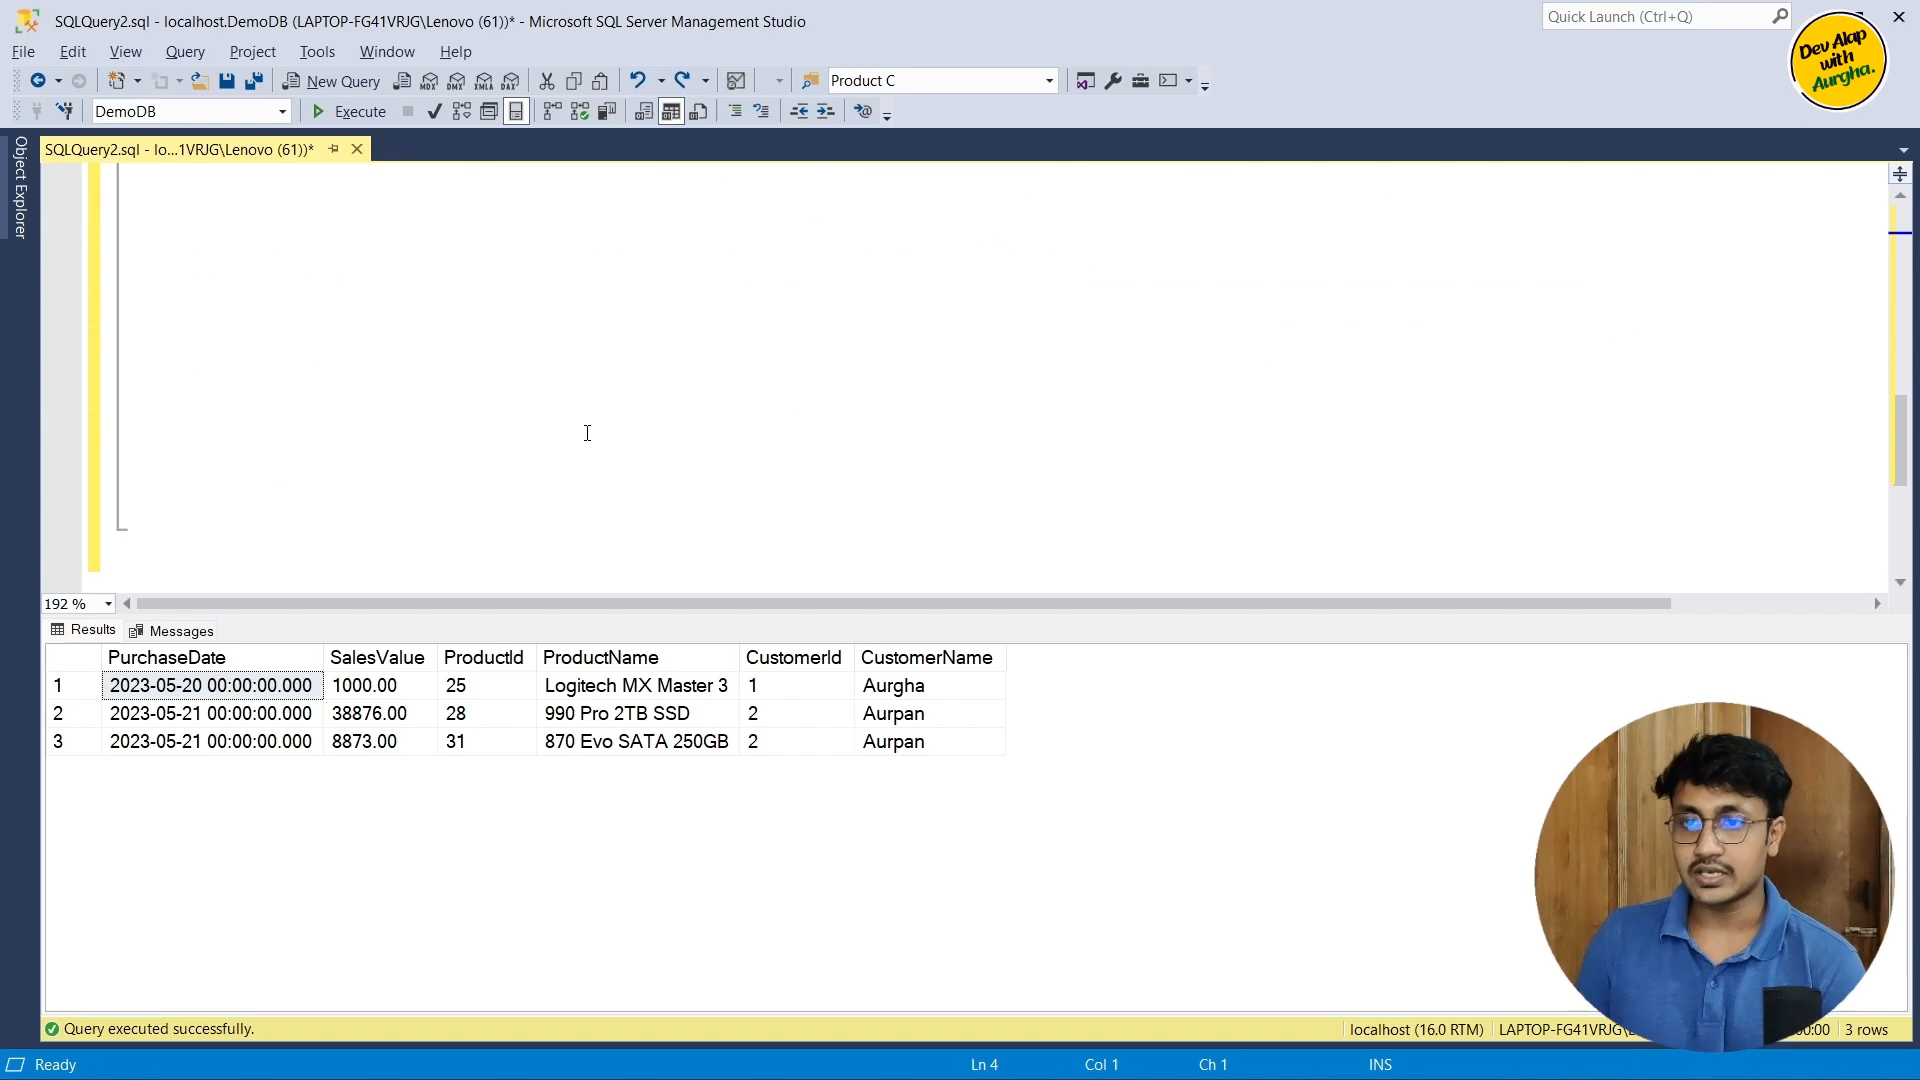 SQLQuery2.sql - localhost.DemoDB (LAPTOP-FG41VRJG\Lenovo (61))* - Microsoft SQL Server Management Studio
Quick Launch (Ctrl+Q)
Dev Alap
with
Aurgha.
File Edit View Query Project Tools Window Help
New Query
MDX DMX XMLA DAX
Product C
DemoDB
Execute
Object Explorer
SQLQuery2.sql - lo...1VRJG\Lenovo (61))*
192 %
Results Messages
PurchaseDate SalesValue ProductId ProductName CustomerId CustomerName
1 2023-05-20 00:00:00.000 1000.00 25 Logitech MX Master 3 1 Aurgha
2 2023-05-21 00:00:00.000 38876.00 28 990 Pro 2TB SSD 2 Aurpan
3 2023-05-21 00:00:00.000 8873.00 31 870 Evo SATA 250GB 2 Aurpan
Query executed successfully.
localhost (16.0 RTM) LAPTOP-FG41VRJG\ 00:00 3 rows
Ready
Ln 4 Col 1 Ch 1 INS